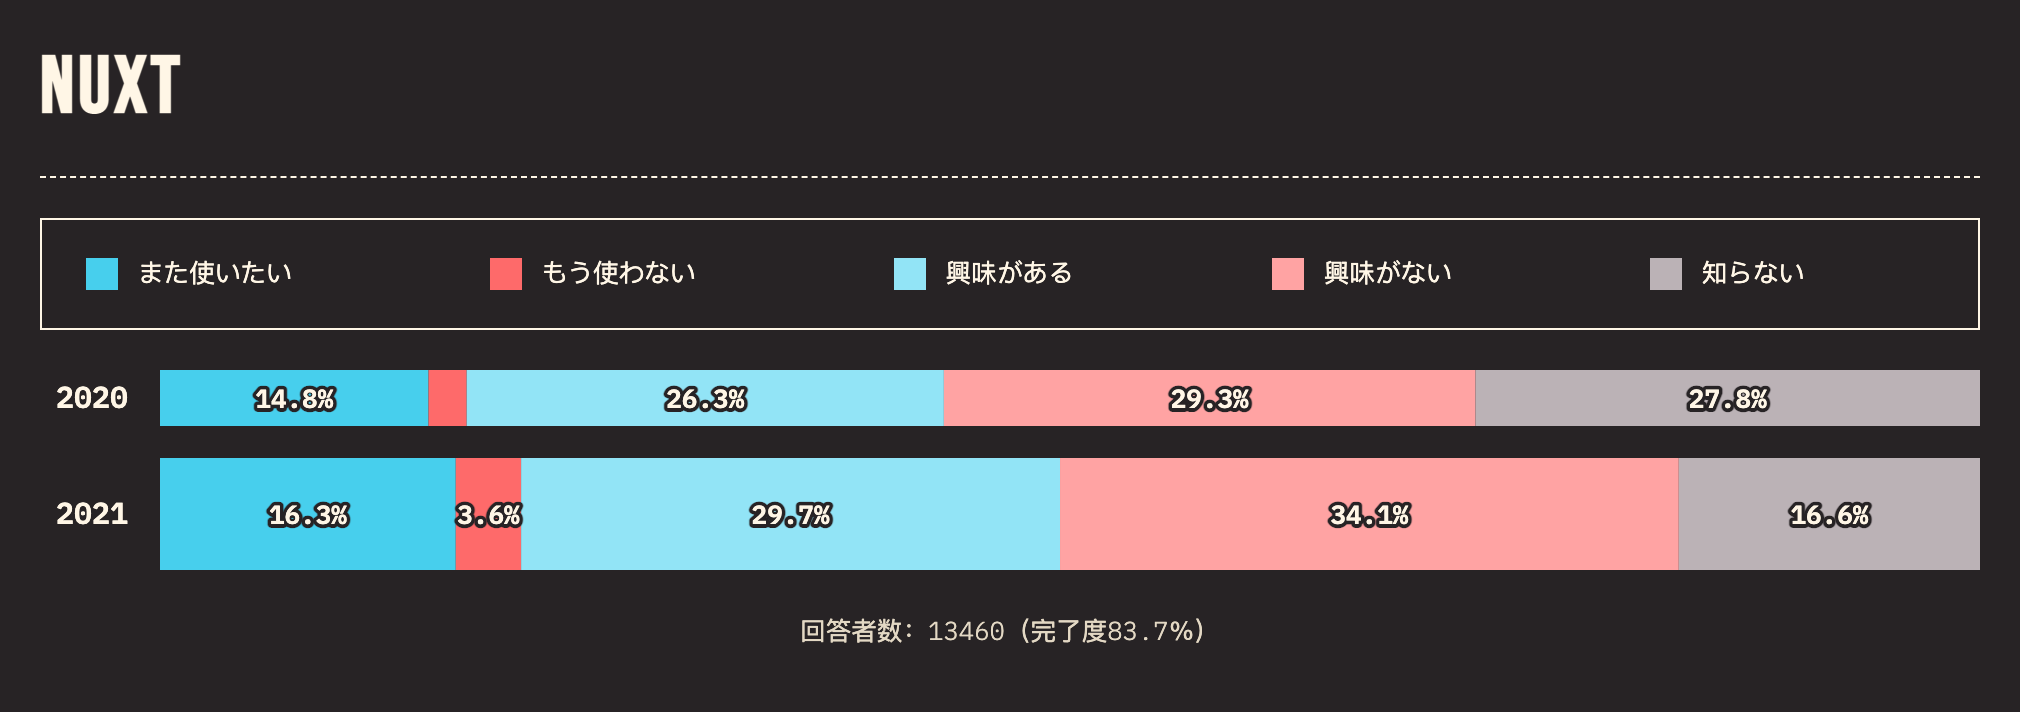 NUXT
また使いたい もう使わない 興味がある 興味がない 知らない
2020 14.8% 26.3% 29.3% 27.8%
2021 16.3% 3.6% 29.7% 34.1% 16.6%
回答者数: 13460 (完了度83.7%)